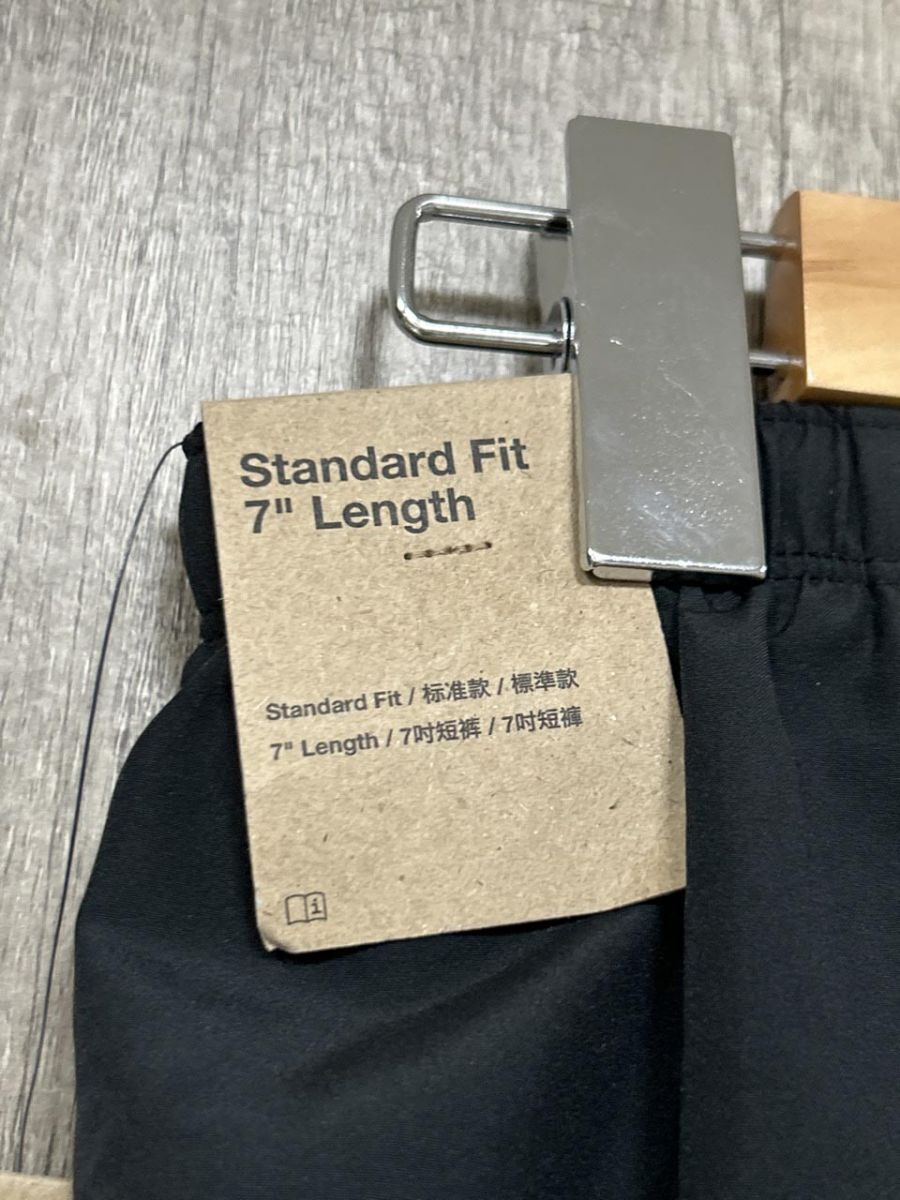 Standard Fit
7" Length
Standard Fit / 标准款 / 標準款
7" Length / 7吋短裤 / 7吋短褲
i